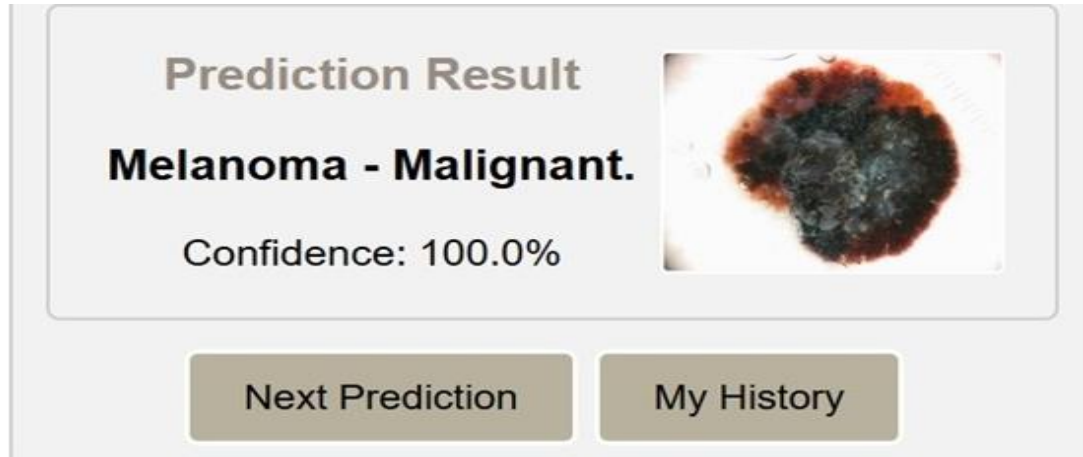 Prediction Result
Melanoma - Malignant.
Confidence: 100.0%
Next Prediction
My History